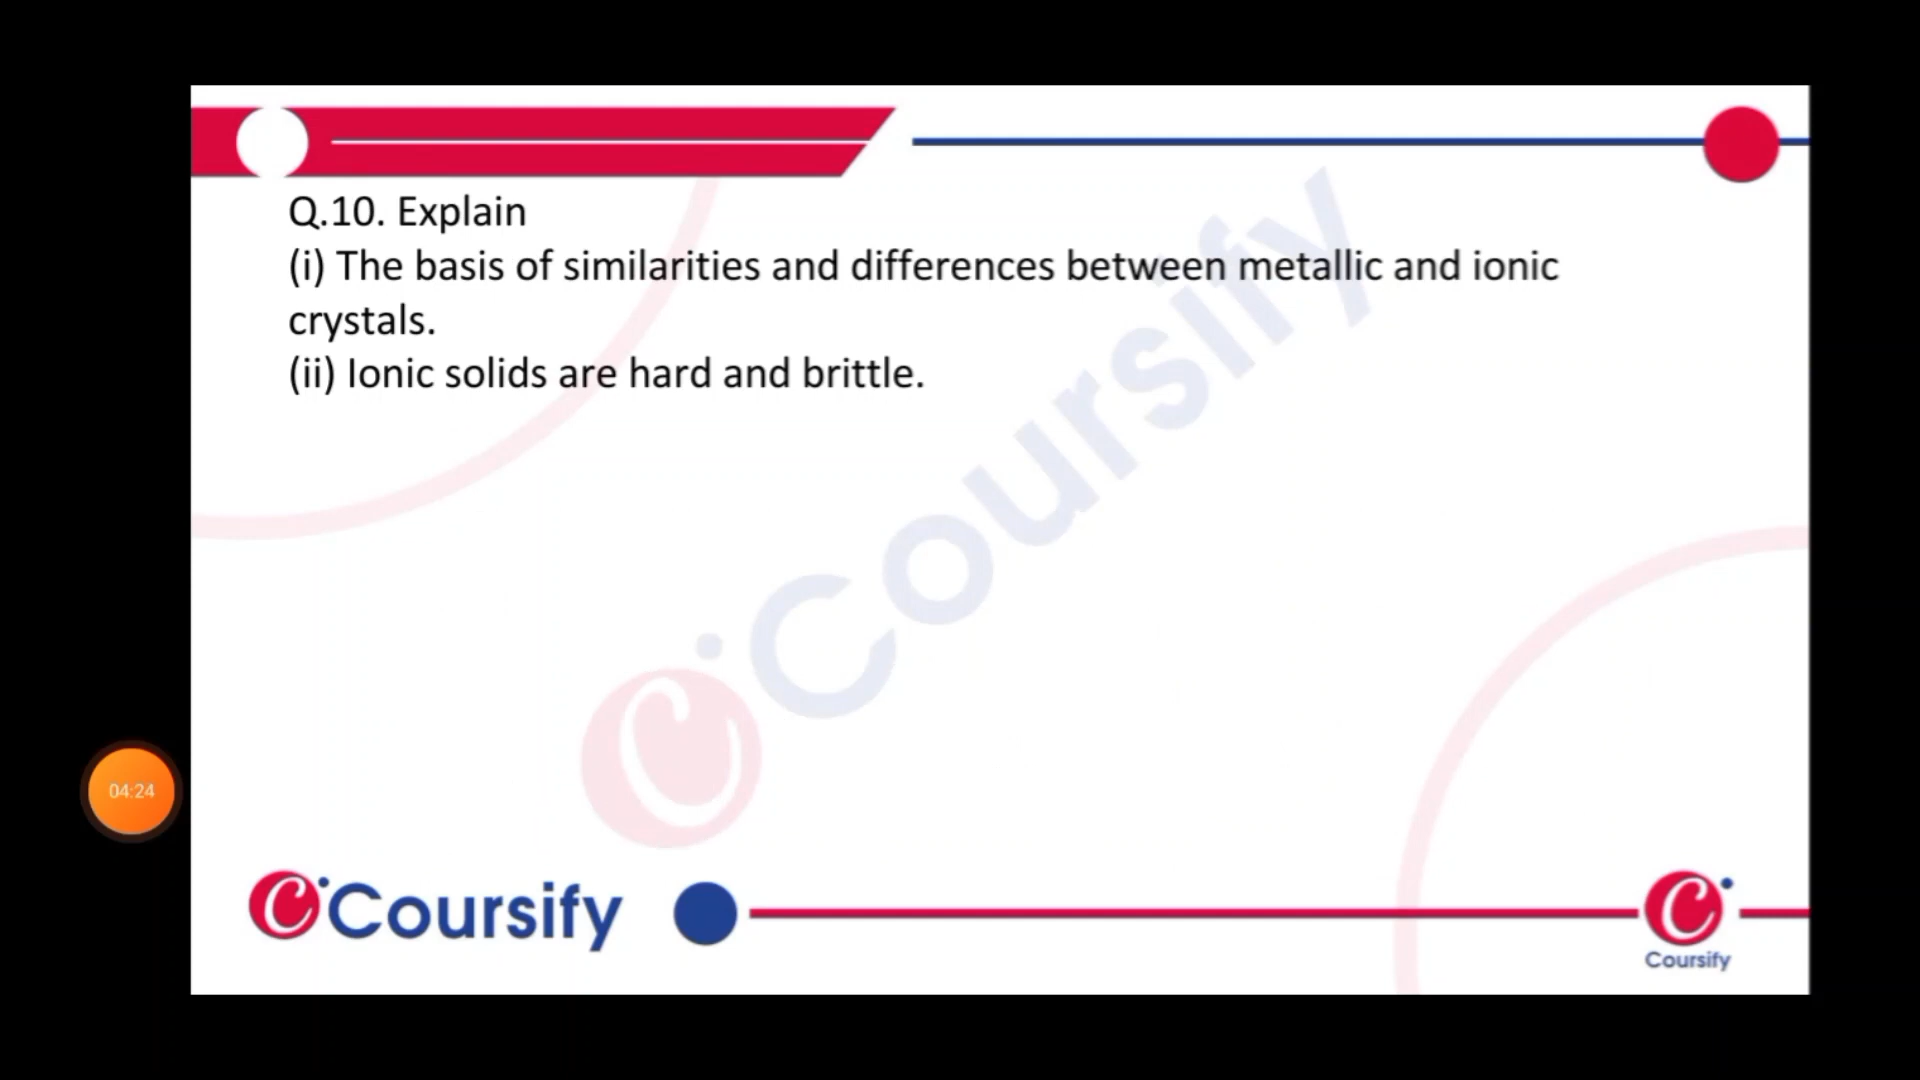 Q.10. Explain
(i) The basis of similarities and differences between metallic and ionic
crystals.
(ii) Ionic solids are hard and brittle.
Coursify
04:24
Coursify
Coursify